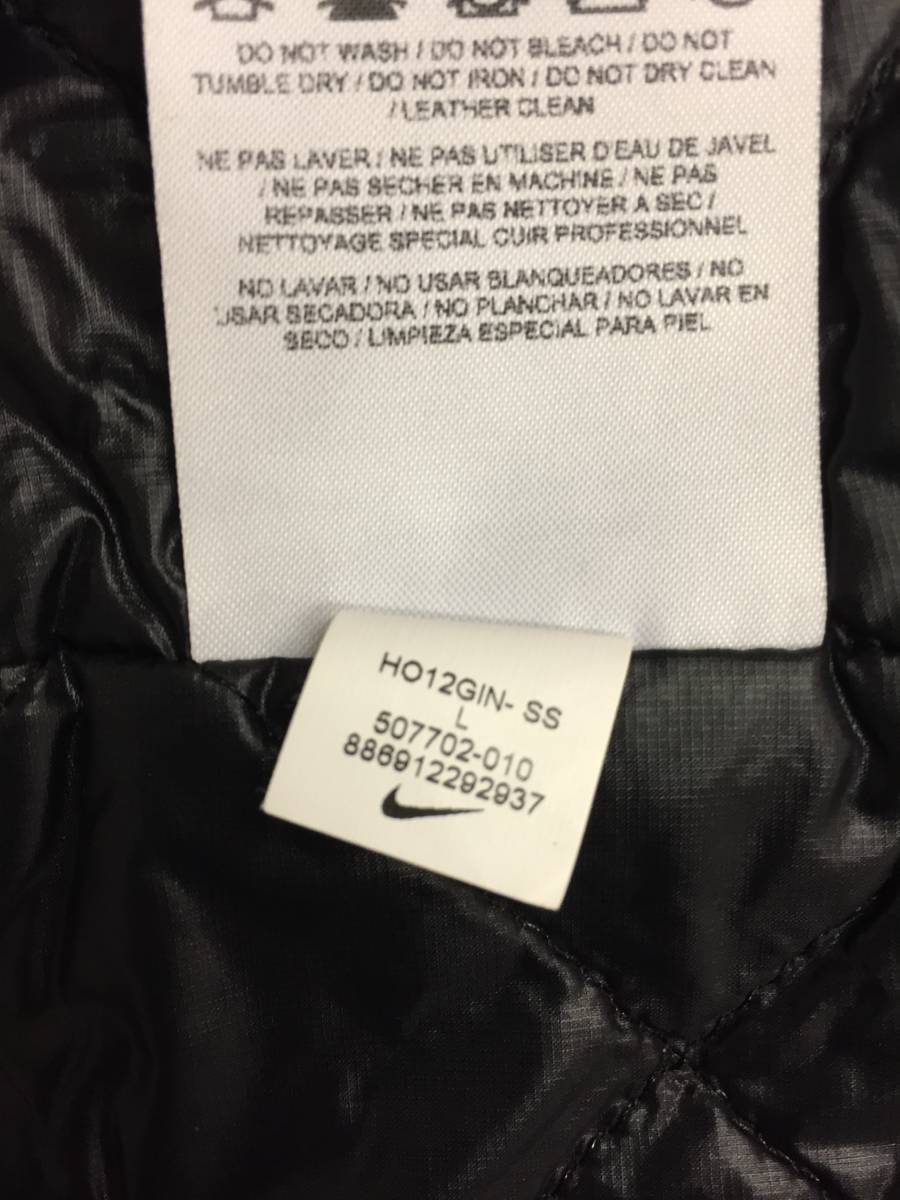 DO NOT WASH / DO NOT BLEACH / DO NOT
TUMBLE DRY / DO NOT IRON / DO NOT DRY CLEAN
/ LEATHER CLEAN
NE PAS LAVER / NE PAS UTILISER D'EAU DE JAVEL
/ NE PAS SECHER EN MACHINE / NE PAS
REPASSER / NE PAS NETTOYER A SEC /
NETTOYAGE SPECIAL CUIR PROFESSIONNEL
NO LAVAR / NO USAR BLANQUEADORES / NO
USAR SECADORA / NO PLANCHAR / NO LAVAR EN
SECO / LIMPIEZA ESPECIAL PARA PIEL
HO12GIN- SS
L
507702-010
886912292937